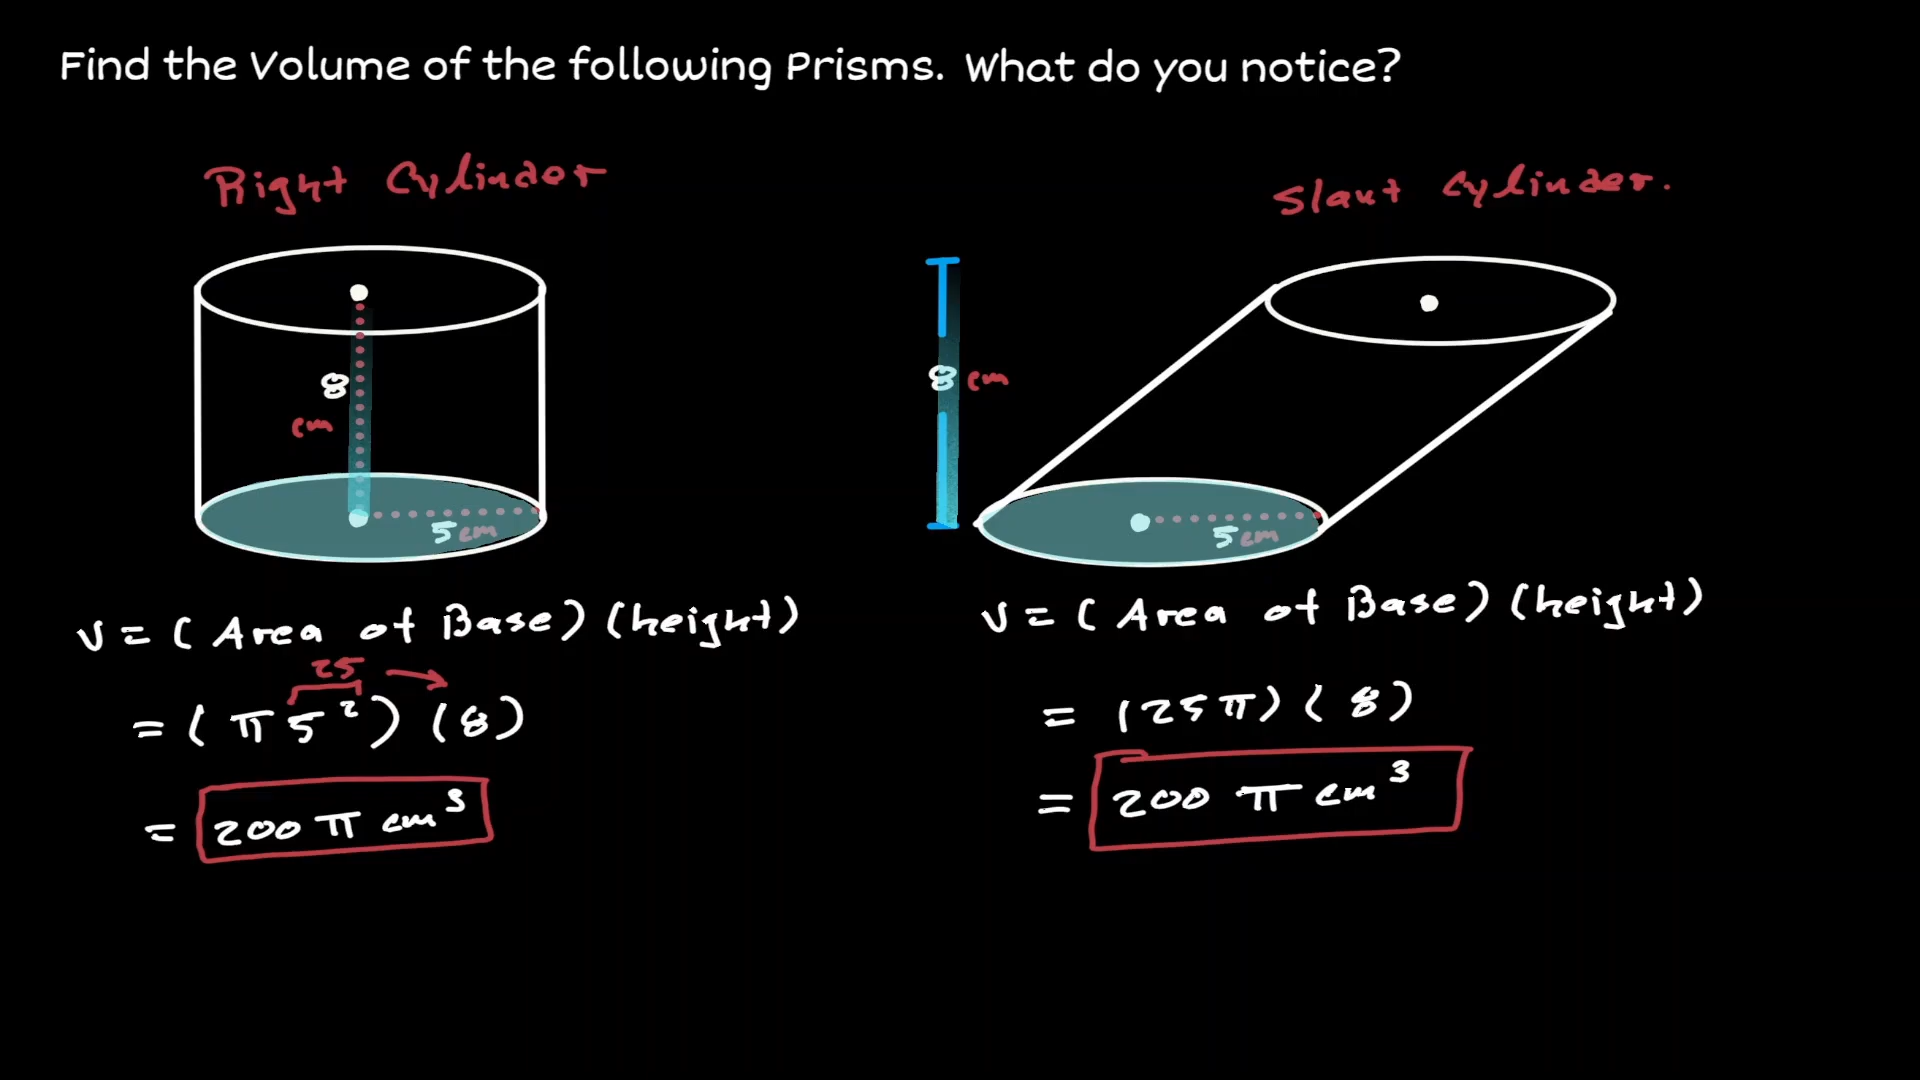 Find the Volume of the following Prisms. What do you notice?
Right Cylinder
8
cm
5 cm
V = (Area of Base) (height)
25
= (π 5²) (8)
= 200 π cm³
Slant Cylinder.
8 cm
5 cm
V = (Area of Base) (height)
= (25π) (8)
= 200 π cm³